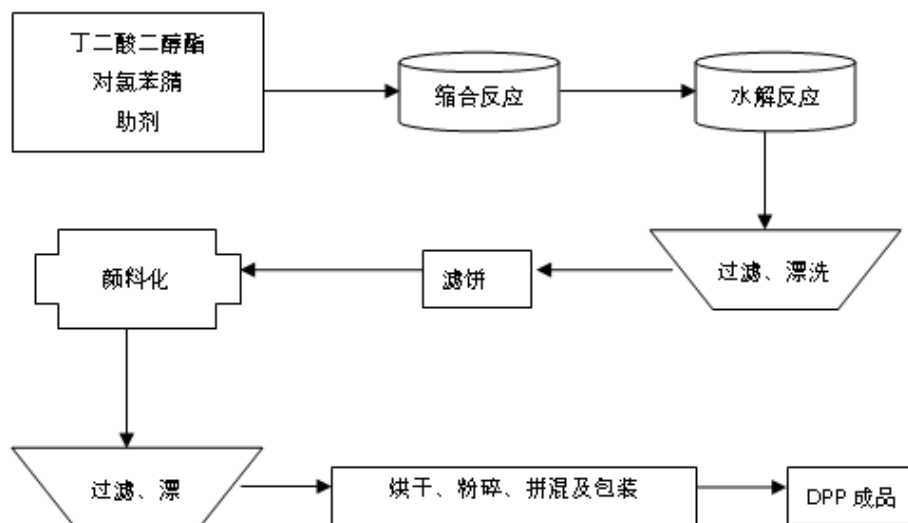 丁二酸二醇酯
对氯苯腈
助剂
缩合反应
水解反应
过滤、漂洗
滤饼
颜料化
过滤、漂
烘干、粉碎、拼混及包装
DPP 成品